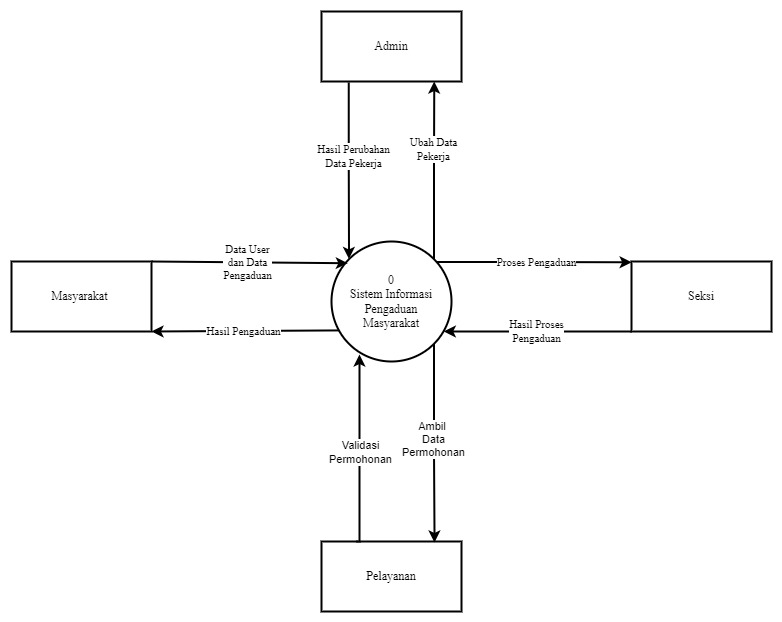 Admin
Hasil Perubahan
Data Pekerja
Ubah Data
Pekerja
Data User
dan Data
Pengaduan
Proses Pengaduan
Masyarakat
0
Sistem Informasi
Pengaduan
Masyarakat
Seksi
Hasil Pengaduan
Hasil Proses
Pengaduan
Validasi
Permohonan
Ambil
Data
Permohonan
Pelayanan